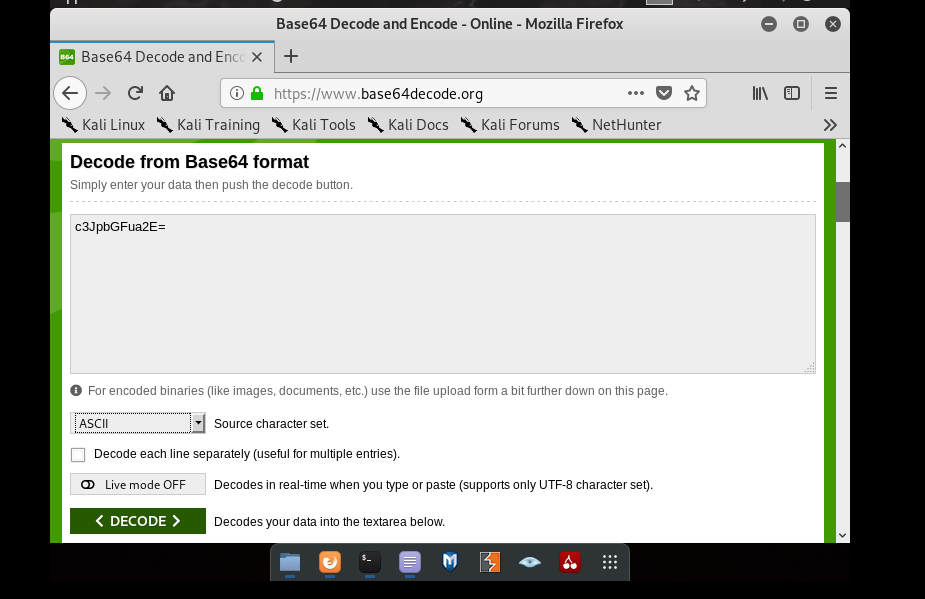 Base64 Decode and Encode - Online - Mozilla Firefox
B64 Base64 Decode and Enco
https://www.base64decode.org
Kali Linux Kali Training Kali Tools Kali Docs Kali Forums NetHunter
Decode from Base64 format
Simply enter your data then push the decode button.
c3JpbGFua2E=
For encoded binaries (like images, documents, etc.) use the file upload form a bit further down on this page.
ASCII Source character set.
Decode each line separately (useful for multiple entries).
Live mode OFF Decodes in real-time when you type or paste (supports only UTF-8 character set).
< DECODE > Decodes your data into the textarea below.
$_